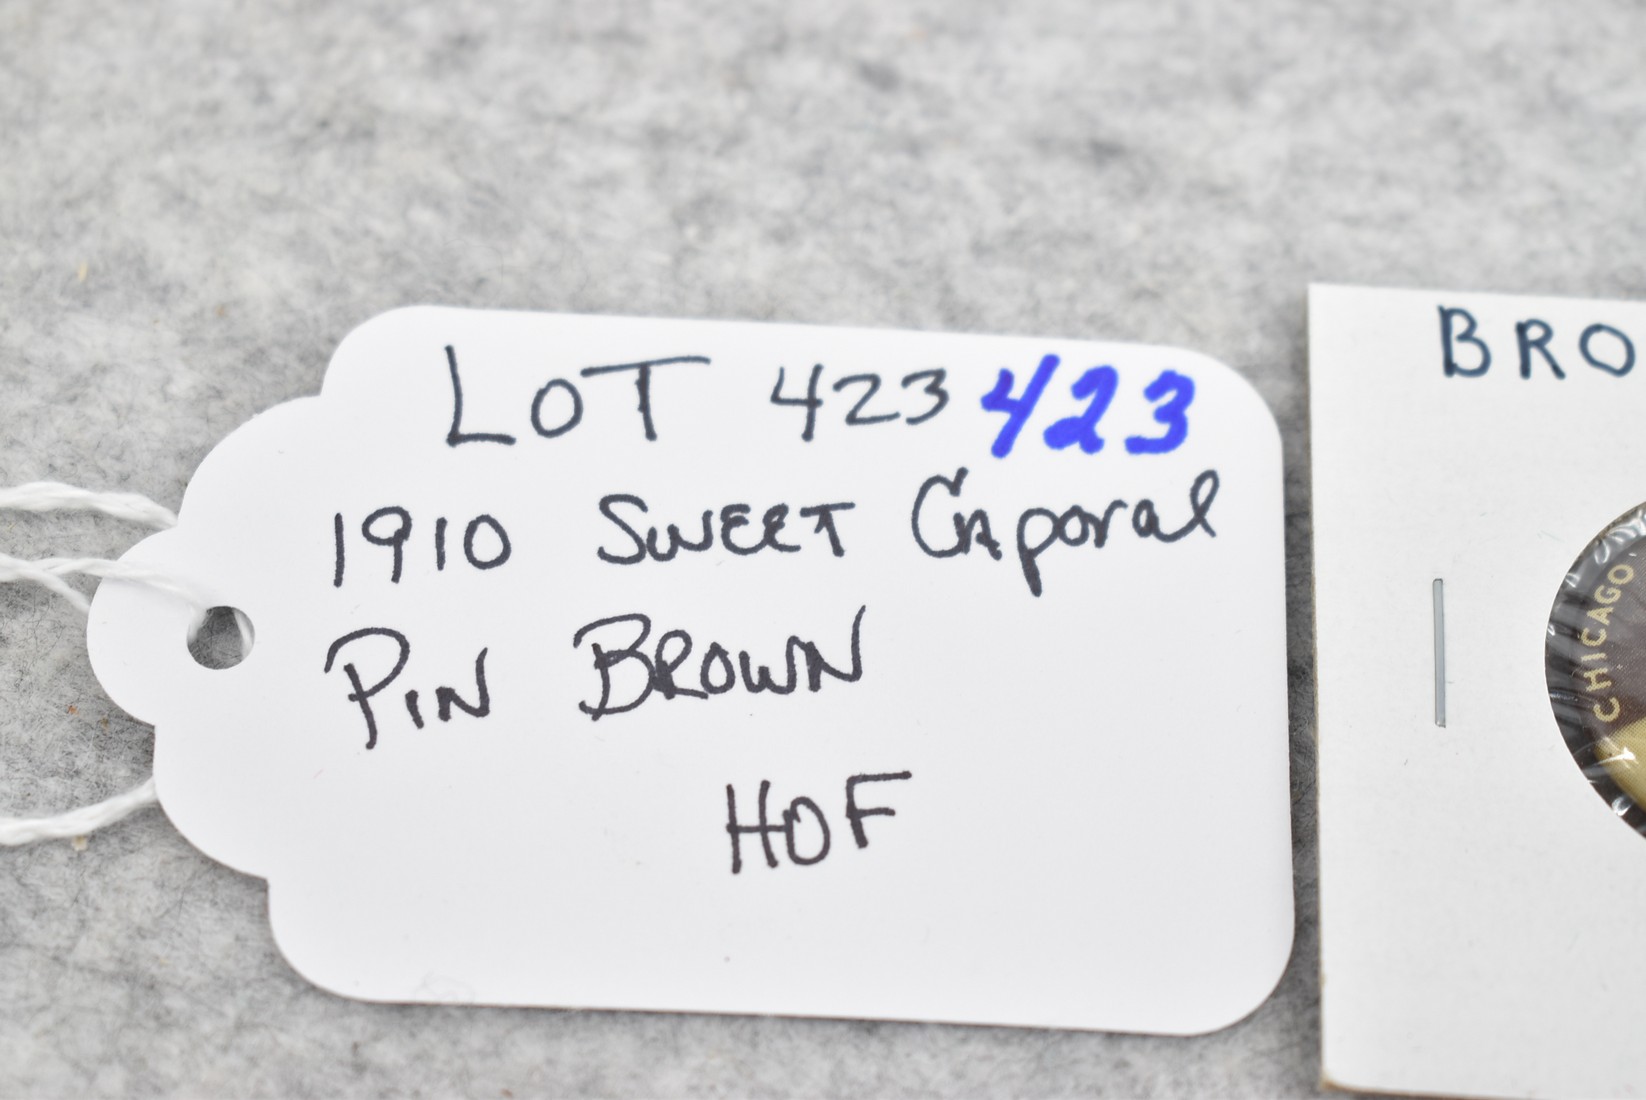 LOT 423 423
1910 SWEET Caporal
PIN BROWN
HOF
BRO
CHICAGO